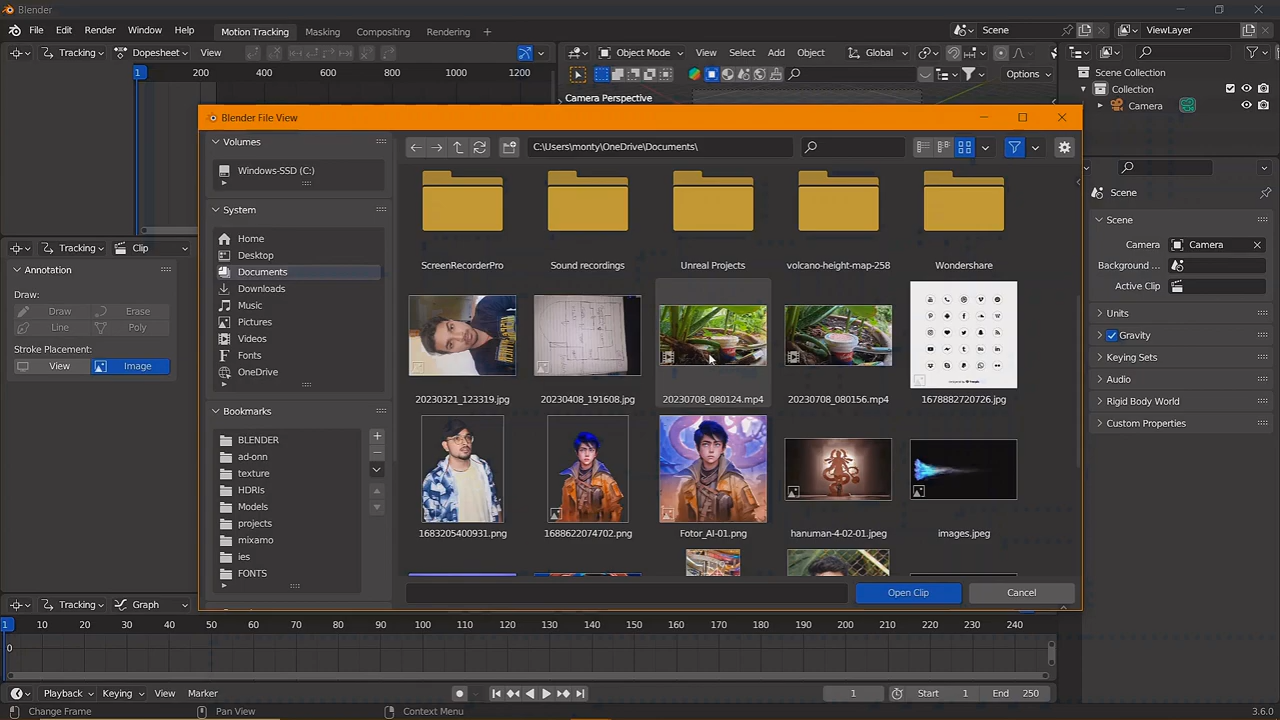 Blender
File Edit Render Window Help Motion Tracking Masking Compositing Rendering + Scene ViewLayer
Tracking Dopesheet View Object Mode View Select Add Object Global
1 200 400 600 800 1000 1200
Options
Camera Perspective
Scene Collection
Collection
Camera
Blender File View
Volumes
Windows-SSD (C:)
C:\Users\monty\OneDrive\Documents\
System
Home
Desktop
Documents
Downloads
Music
Pictures
Videos
Fonts
OneDrive
Bookmarks
BLENDER
ad-onn
texture
HDRIs
Models
projects
mixamo
ies
FONTS
ScreenRecorderPro Sound recordings Unreal Projects volcano-height-map-258 Wondershare
20230321_123319.jpg 20230408_191608.jpg 20230708_080124.mp4 20230708_080156.mp4 1678882720726.jpg
1683205400931.png 1688622074702.png Fotor_AI-01.png hanuman-4-02-01.jpeg images.jpeg
Open Clip Cancel
Tracking Clip
Annotation
Draw:
Draw Erase
Line Poly
Stroke Placement:
View Image
Scene
Scene
Camera Camera
Background ...
Active Clip
Units
Gravity
Keying Sets
Audio
Rigid Body World
Custom Properties
Tracking Graph
1 10 20 30 40 50 60 70 80 90 100 110 120 130 140 150 160 170 180 190 200 210 220 230 240
0
Playback Keying View Marker 1 Start 1 End 250
Change Frame Pan View Context Menu 3.6.0